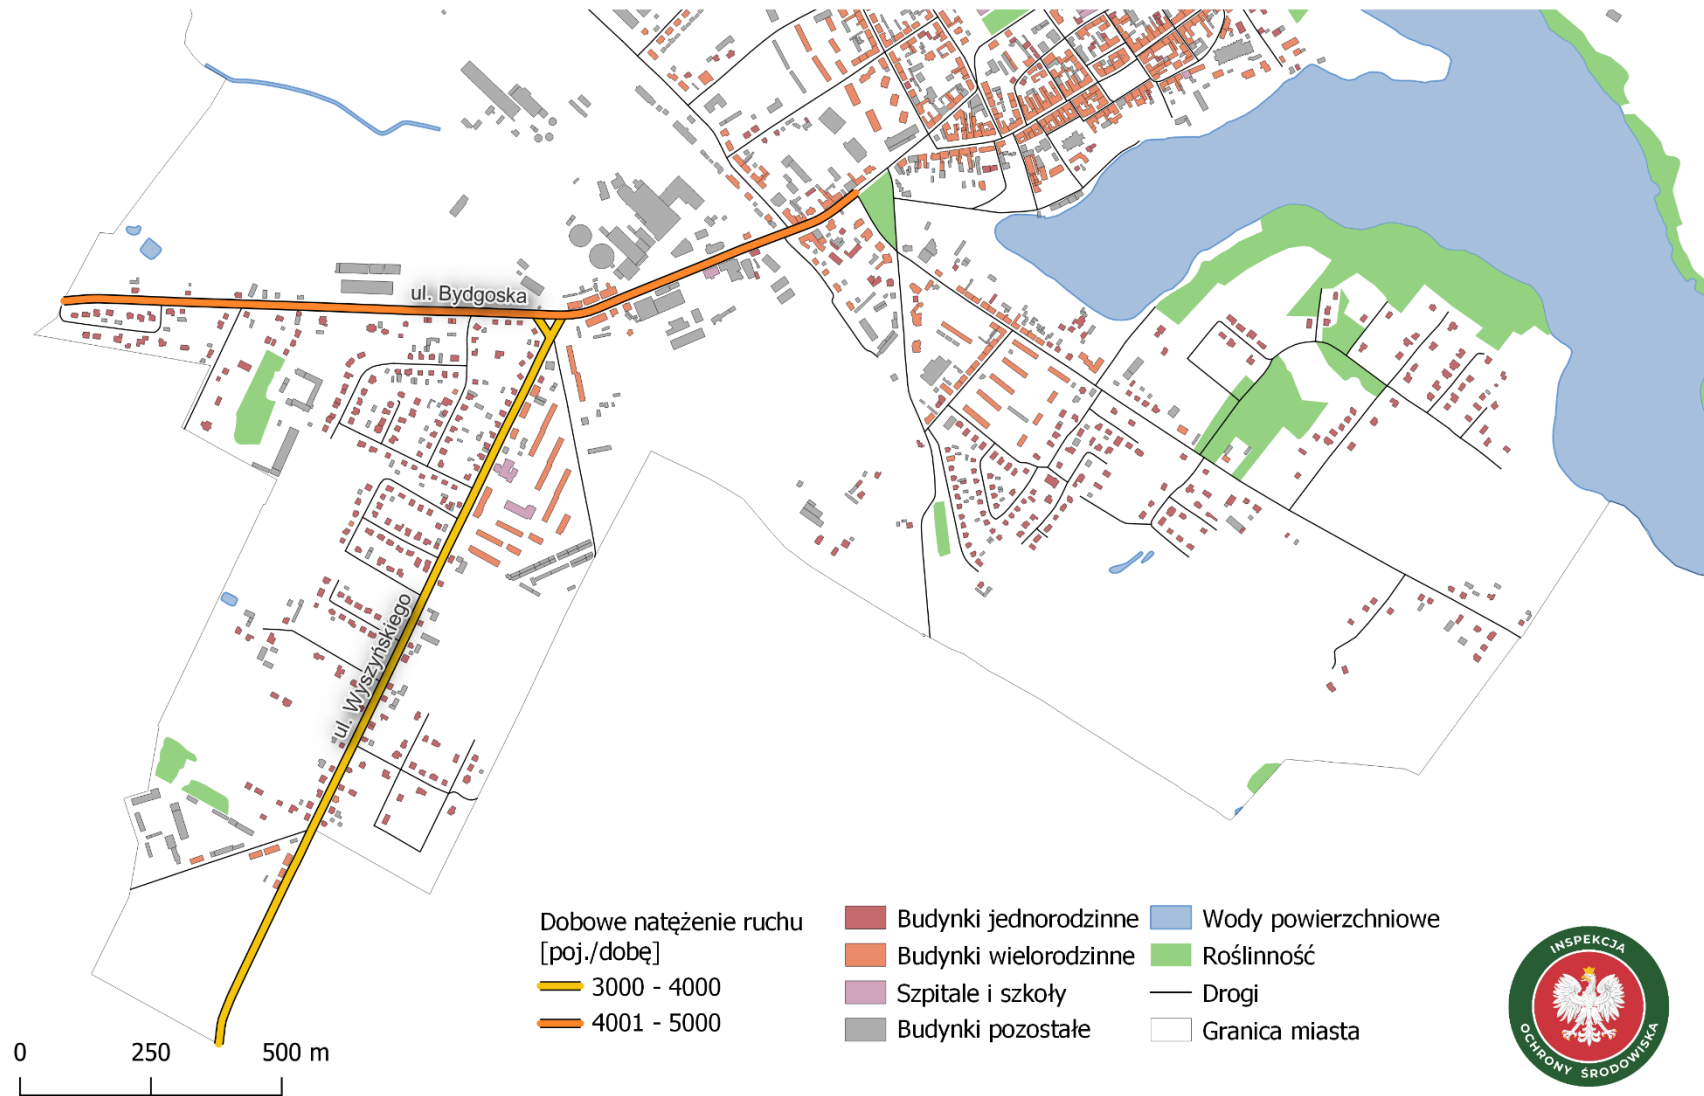 ul. Bydgoska
ul. Wyszyńskiego
Dobowe natężenie ruchu
[poj./dobę]
3000 - 4000
4001 - 5000
Budynki jednorodzinne
Budynki wielorodzinne
Szpitale i szkoły
Budynki pozostałe
Wody powierzchniowe
Roślinność
Drogi
Granica miasta
0 250 500 m
INSPEKCJA
OCHRONY ŚRODOWISKA